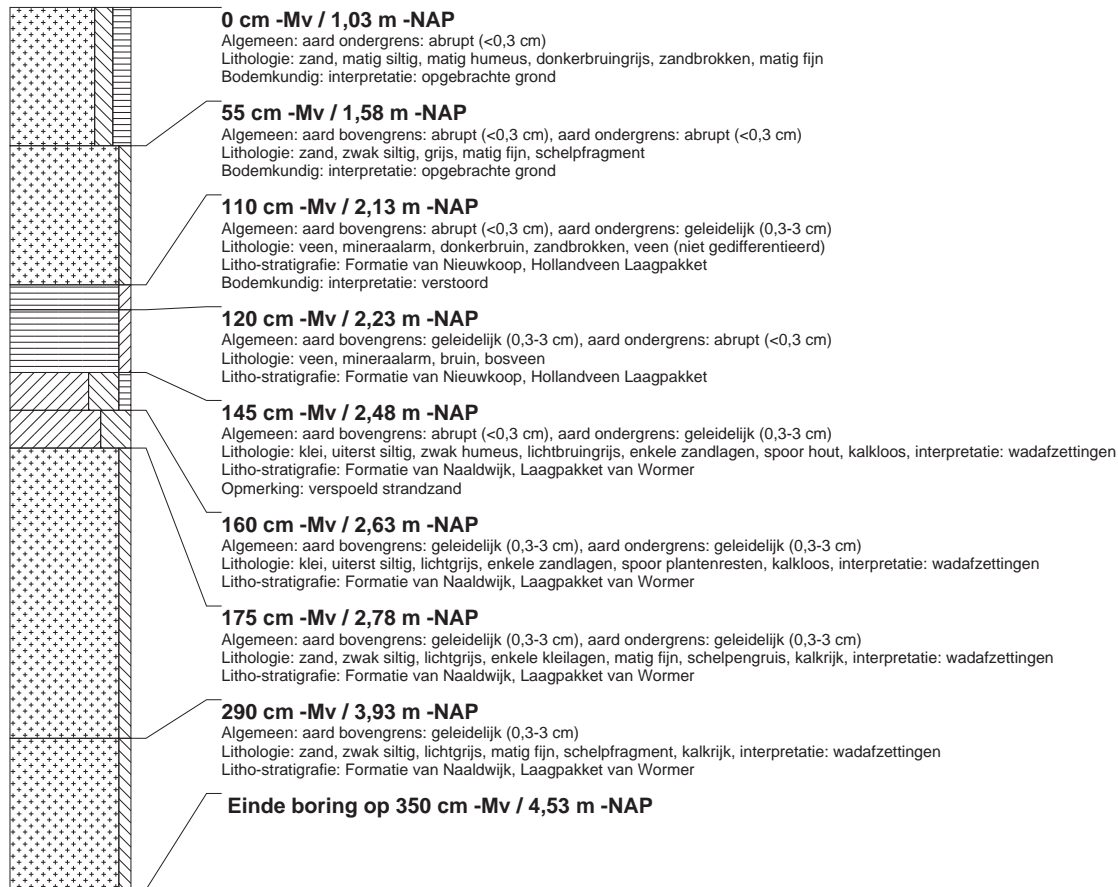 0 cm -Mv / 1,03 m -NAP
Algemeen: aard ondergrens: abrupt (<0,3 cm)
Lithologie: zand, matig siltig, matig humeus, donkerbruingrijs, zandbrokken, matig fijn
Bodemkundig: interpretatie: opgebrachte grond
55 cm -Mv / 1,58 m -NAP
Algemeen: aard bovengrens: abrupt (<0,3 cm), aard ondergrens: abrupt (<0,3 cm)
Lithologie: zand, zwak siltig, grijs, matig fijn, schelpfragment
Bodemkundig: interpretatie: opgebrachte grond
110 cm -Mv / 2,13 m -NAP
Algemeen: aard bovengrens: abrupt (<0,3 cm), aard ondergrens: geleidelijk (0,3-3 cm)
Lithologie: veen, mineraalarm, donkerbruin, zandbrokken, veen (niet gedifferentieerd)
Litho-stratigrafie: Formatie van Nieuwkoop, Hollandveen Laagpakket
Bodemkundig: interpretatie: verstoord
120 cm -Mv / 2,23 m -NAP
Algemeen: aard bovengrens: geleidelijk (0,3-3 cm), aard ondergrens: abrupt (<0,3 cm)
Lithologie: veen, mineraalarm, bruin, bosveen
Litho-stratigrafie: Formatie van Nieuwkoop, Hollandveen Laagpakket
145 cm -Mv / 2,48 m -NAP
Algemeen: aard bovengrens: abrupt (<0,3 cm), aard ondergrens: geleidelijk (0,3-3 cm)
Lithologie: klei, uiterst siltig, zwak humeus, lichtbruingrijs, enkele zandlagen, spoor hout, kalkloos, interpretatie: wadafzettingen
Litho-stratigrafie: Formatie van Naaldwijk, Laagpakket van Wormer
Opmerking: verspoeld strandzand
160 cm -Mv / 2,63 m -NAP
Algemeen: aard bovengrens: geleidelijk (0,3-3 cm), aard ondergrens: geleidelijk (0,3-3 cm)
Lithologie: klei, uiterst siltig, lichtgrijs, enkele zandlagen, spoor plantenresten, kalkloos, interpretatie: wadafzettingen
Litho-stratigrafie: Formatie van Naaldwijk, Laagpakket van Wormer
175 cm -Mv / 2,78 m -NAP
Algemeen: aard bovengrens: geleidelijk (0,3-3 cm), aard ondergrens: geleidelijk (0,3-3 cm)
Lithologie: zand, zwak siltig, lichtgrijs, enkele kleilagen, matig fijn, schelpengruis, kalkrijk, interpretatie: wadafzettingen
Litho-stratigrafie: Formatie van Naaldwijk, Laagpakket van Wormer
290 cm -Mv / 3,93 m -NAP
Algemeen: aard bovengrens: geleidelijk (0,3-3 cm)
Lithologie: zand, zwak siltig, lichtgrijs, matig fijn, schelpfragment, kalkrijk, interpretatie: wadafzettingen
Litho-stratigrafie: Formatie van Naaldwijk, Laagpakket van Wormer
Einde boring op 350 cm -Mv / 4,53 m -NAP